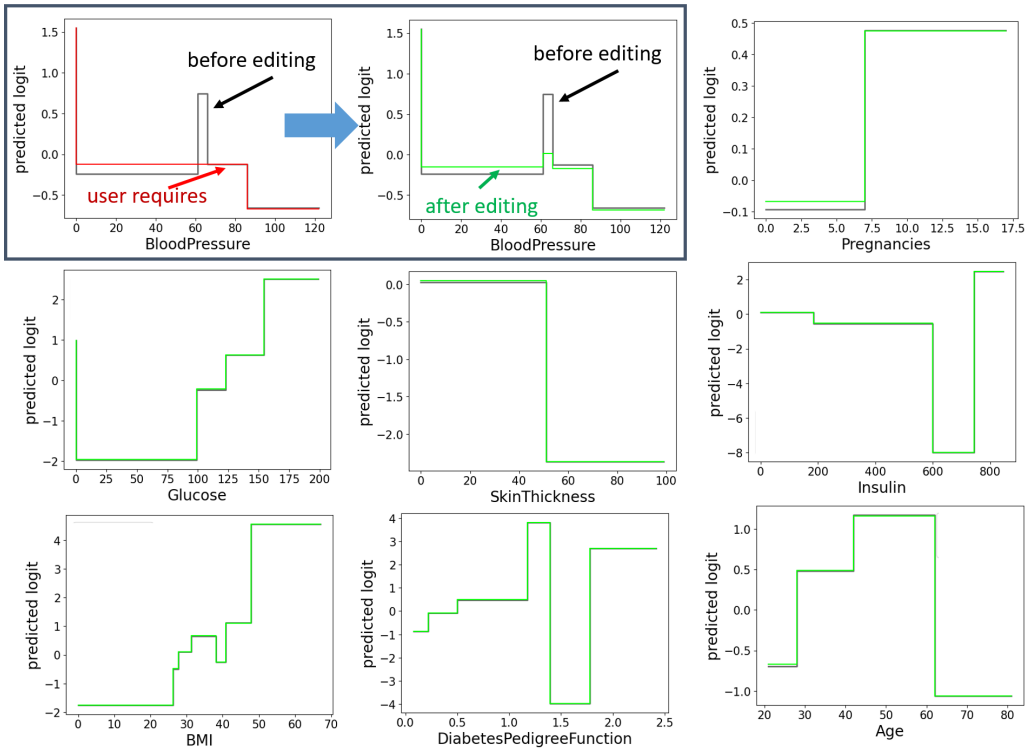 predicted logit
1.5
1.0
0.5
0.0
−0.5
before editing
user requires
0 20 40 60 80 100 120
BloodPressure
predicted logit
1.5
1.0
0.5
0.0
−0.5
before editing
after editing
0 20 40 60 80 100 120
BloodPressure
predicted logit
0.5
0.4
0.3
0.2
0.1
0.0
−0.1
0.0 2.5 5.0 7.5 10.0 12.5 15.0 17.5
Pregnancies
predicted logit
2
1
0
−1
−2
0 25 50 75 100 125 150 175 200
Glucose
predicted logit
0.0
−0.5
−1.0
−1.5
−2.0
0 20 40 60 80 100
SkinThickness
predicted logit
2
0
−2
−4
−6
−8
0 200 400 600 800
Insulin
predicted logit
4
3
2
1
0
−1
−2
0 10 20 30 40 50 60 70
BMI
predicted logit
4
3
2
1
0
−1
−2
−3
−4
0.0 0.5 1.0 1.5 2.0 2.5
DiabetesPedigreeFunction
predicted logit
1.0
0.5
0.0
−0.5
−1.0
20 30 40 50 60 70 80
Age